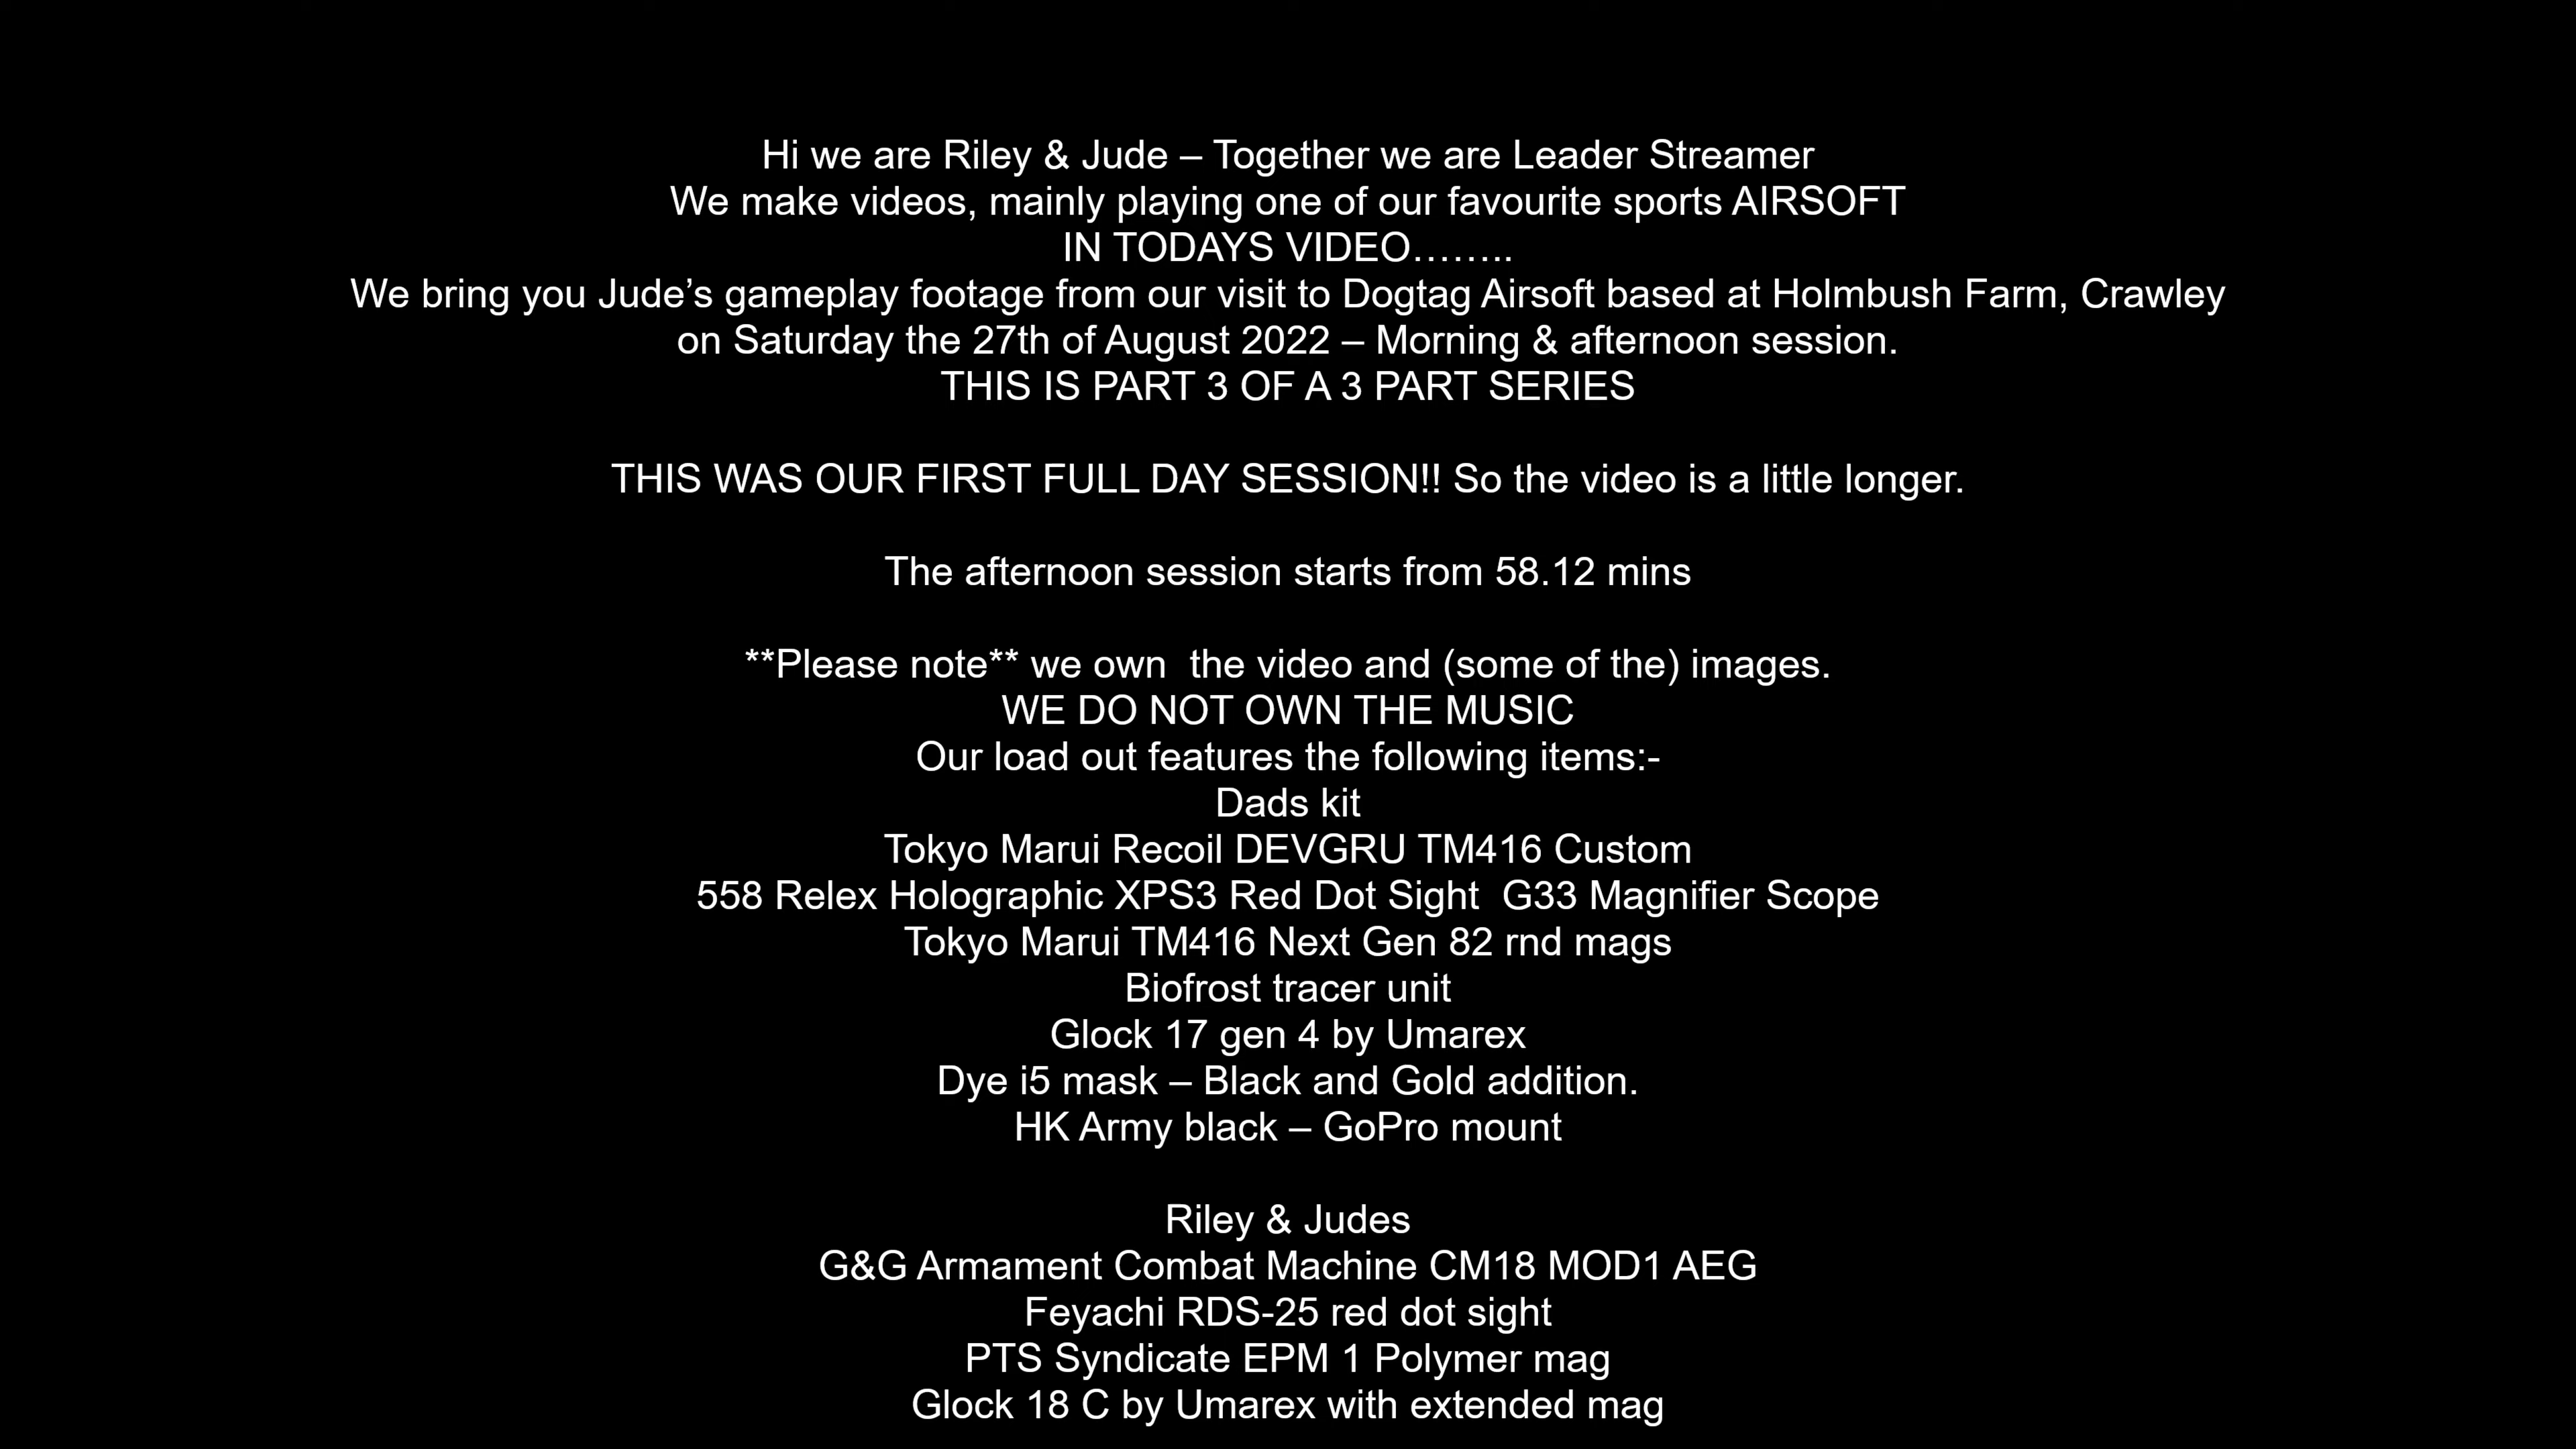 Hi we are Riley & Jude – Together we are Leader Streamer
We make videos, mainly playing one of our favourite sports AIRSOFT
IN TODAYS VIDEO……..
We bring you Jude’s gameplay footage from our visit to Dogtag Airsoft based at Holmbush Farm, Crawley
on Saturday the 27th of August 2022 – Morning & afternoon session.
THIS IS PART 3 OF A 3 PART SERIES
THIS WAS OUR FIRST FULL DAY SESSION!! So the video is a little longer.
The afternoon session starts from 58.12 mins
**Please note** we own  the video and (some of the) images.
WE DO NOT OWN THE MUSIC
Our load out features the following items:-
Dads kit
Tokyo Marui Recoil DEVGRU TM416 Custom
558 Relex Holographic XPS3 Red Dot Sight  G33 Magnifier Scope
Tokyo Marui TM416 Next Gen 82 rnd mags
Biofrost tracer unit
Glock 17 gen 4 by Umarex
Dye i5 mask – Black and Gold addition.
HK Army black – GoPro mount
Riley & Judes
G&G Armament Combat Machine CM18 MOD1 AEG
Feyachi RDS-25 red dot sight
PTS Syndicate EPM 1 Polymer mag
Glock 18 C by Umarex with extended mag